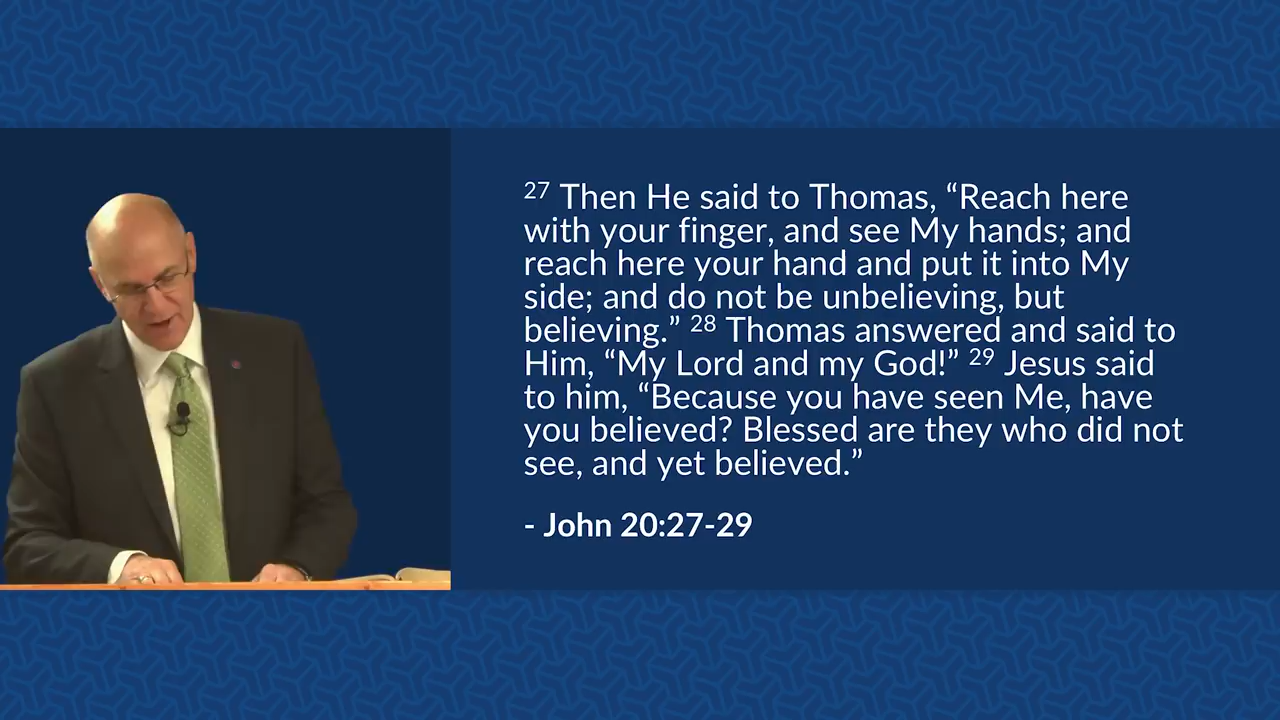 27 Then He said to Thomas, “Reach here
with your finger, and see My hands; and
reach here your hand and put it into My
side; and do not be unbelieving, but
believing.” 28 Thomas answered and said to
Him, “My Lord and my God!” 29 Jesus said
to him, “Because you have seen Me, have
you believed? Blessed are they who did not
see, and yet believed.”
- John 20:27-29